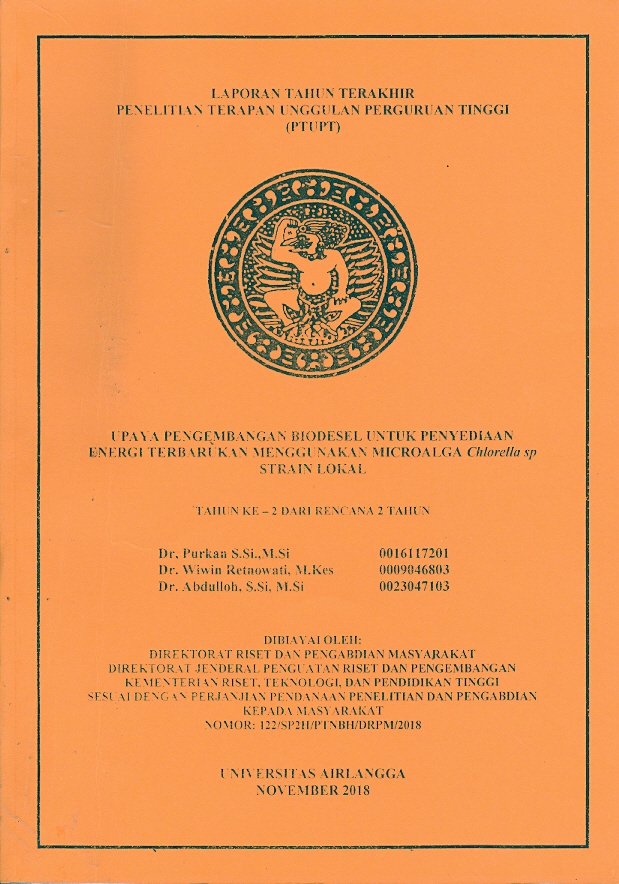 LAPORAN TAHUN TERAKHIR
PENELITIAN TERAPAN UNGGULAN PERGURUAN TINGGI
(PTUPT)
UPAYA PENGEMBANGAN BIODESEL UNTUK PENYEDIAAN
ENERGI TERBARUKAN MENGGUNAKAN MICROALGA Chlorella sp
STRAIN LOKAL
TAHUN KE – 2 DARI RENCANA 2 TAHUN
Dr. Purkan S.Si.,M.Si 0016117201
Dr. Wiwin Retnowati, M.Kes 0009046803
Dr. Abdulloh, S.Si, M.Si 0023047103
DIBIAYAI OLEH:
DIREKTORAT RISET DAN PENGABDIAN MASYARAKAT
DIREKTORAT JENDERAL PENGUATAN RISET DAN PENGEMBANGAN
KEMENTERIAN RISET, TEKNOLOGI, DAN PENDIDIKAN TINGGI
SESUAI DENGAN PERJANJIAN PENDANAAN PENELITIAN DAN PENGABDIAN
KEPADA MASYARAKAT
NOMOR: 122/SP2H/PTNBH/DRPM/2018
UNIVERSITAS AIRLANGGA
NOVEMBER 2018